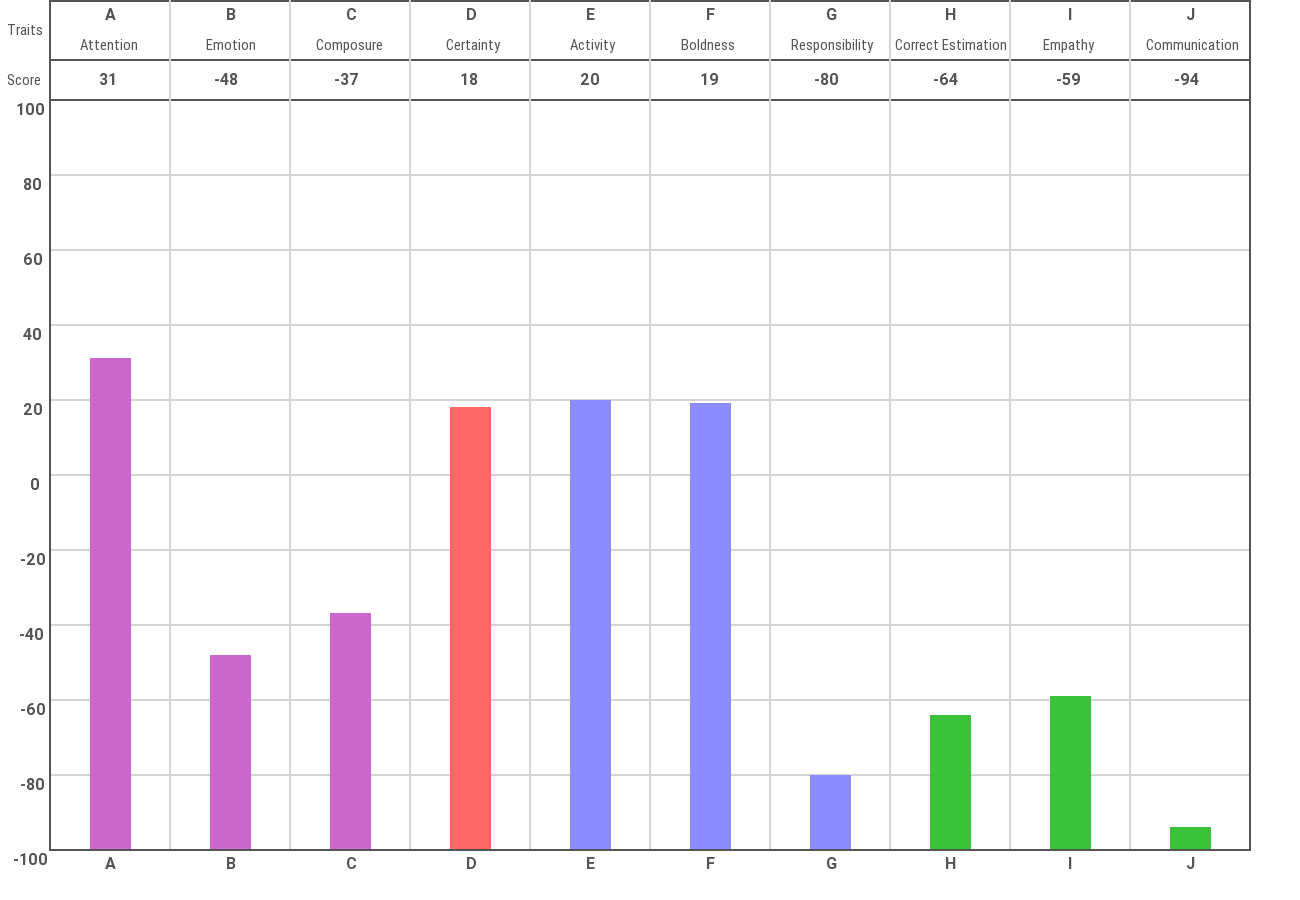 Traits A B C D E F G H I J
Attention Emotion Composure Certainty Activity Boldness Responsibility Correct Estimation Empathy Communication
Score 31 -48 -37 18 20 19 -80 -64 -59 -94
100
80
60
40
20
0
-20
-40
-60
-80
-100
A B C D E F G H I J